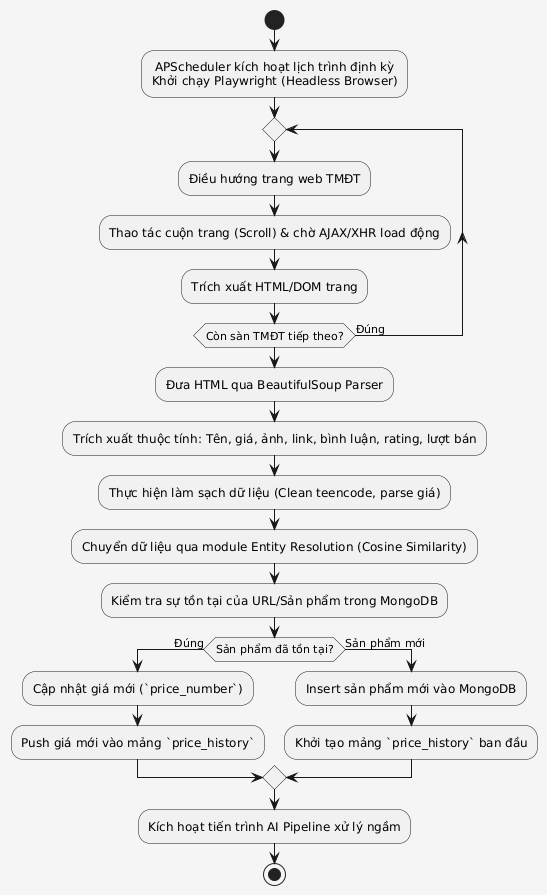 APScheduler kích hoạt lịch trình định kỳ
Khởi chạy Playwright (Headless Browser)
Điều hướng trang web TMĐT
Thao tác cuộn trang (Scroll) & chờ AJAX/XHR load động
Trích xuất HTML/DOM trang
Còn sàn TMĐT tiếp theo?
Đúng
Đưa HTML qua BeautifulSoup Parser
Trích xuất thuộc tính: Tên, giá, ảnh, link, bình luận, rating, lượt bán
Thực hiện làm sạch dữ liệu (Clean teencode, parse giá)
Chuyển dữ liệu qua module Entity Resolution (Cosine Similarity)
Kiểm tra sự tồn tại của URL/Sản phẩm trong MongoDB
Đúng
Sản phẩm đã tồn tại?
Sản phẩm mới
Cập nhật giá mới (`price_number`)
Insert sản phẩm mới vào MongoDB
Push giá mới vào mảng `price_history`
Khởi tạo mảng `price_history` ban đầu
Kích hoạt tiến trình AI Pipeline xử lý ngầm